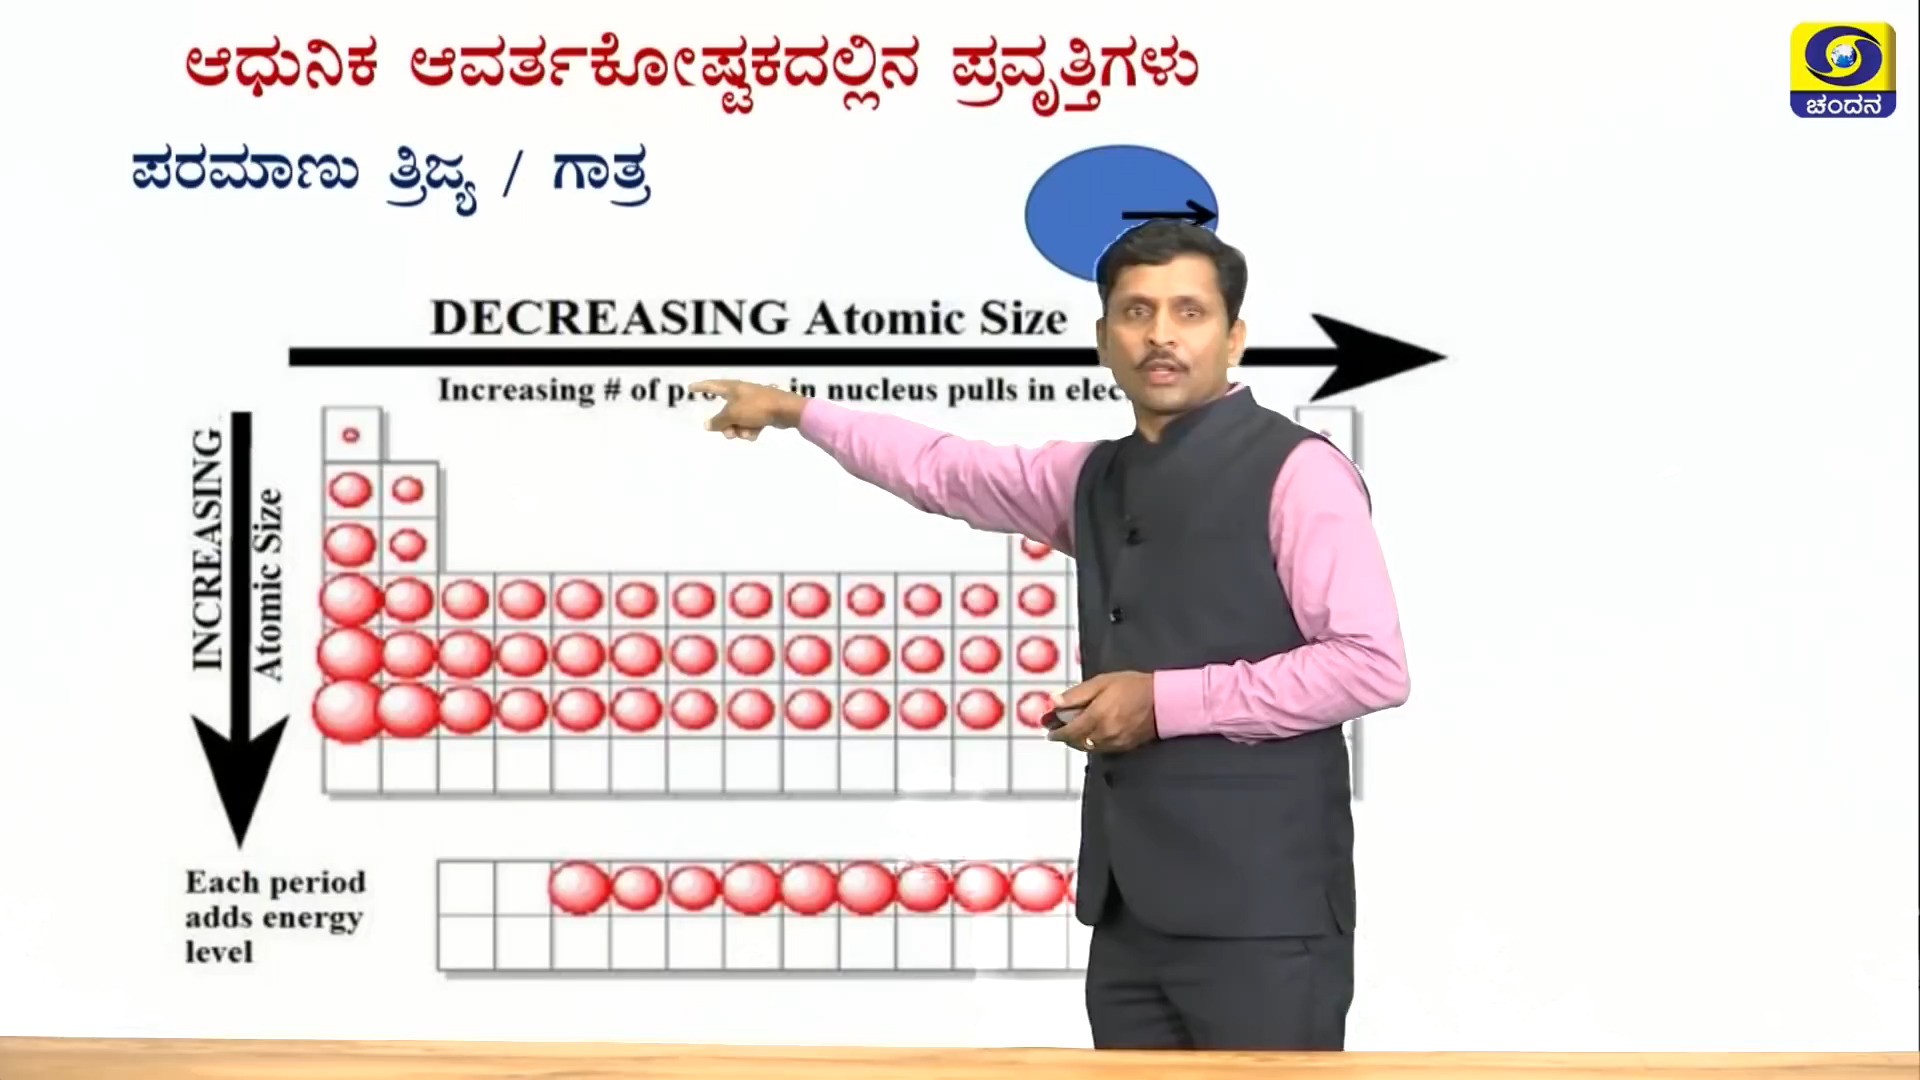 ಆಧುನಿಕ ಆವರ್ತಕೋಷ್ಟಕದಲ್ಲಿನ ಪ್ರವೃತ್ತಿಗಳು
ಚಂದನ
ಪರಮಾಣು ತ್ರಿಜ್ಯ / ಗಾತ್ರ
DECREASING Atomic Size
Increasing # of in nucleus pulls in
INCREASING
Atomic Size
Each period
adds energy
level